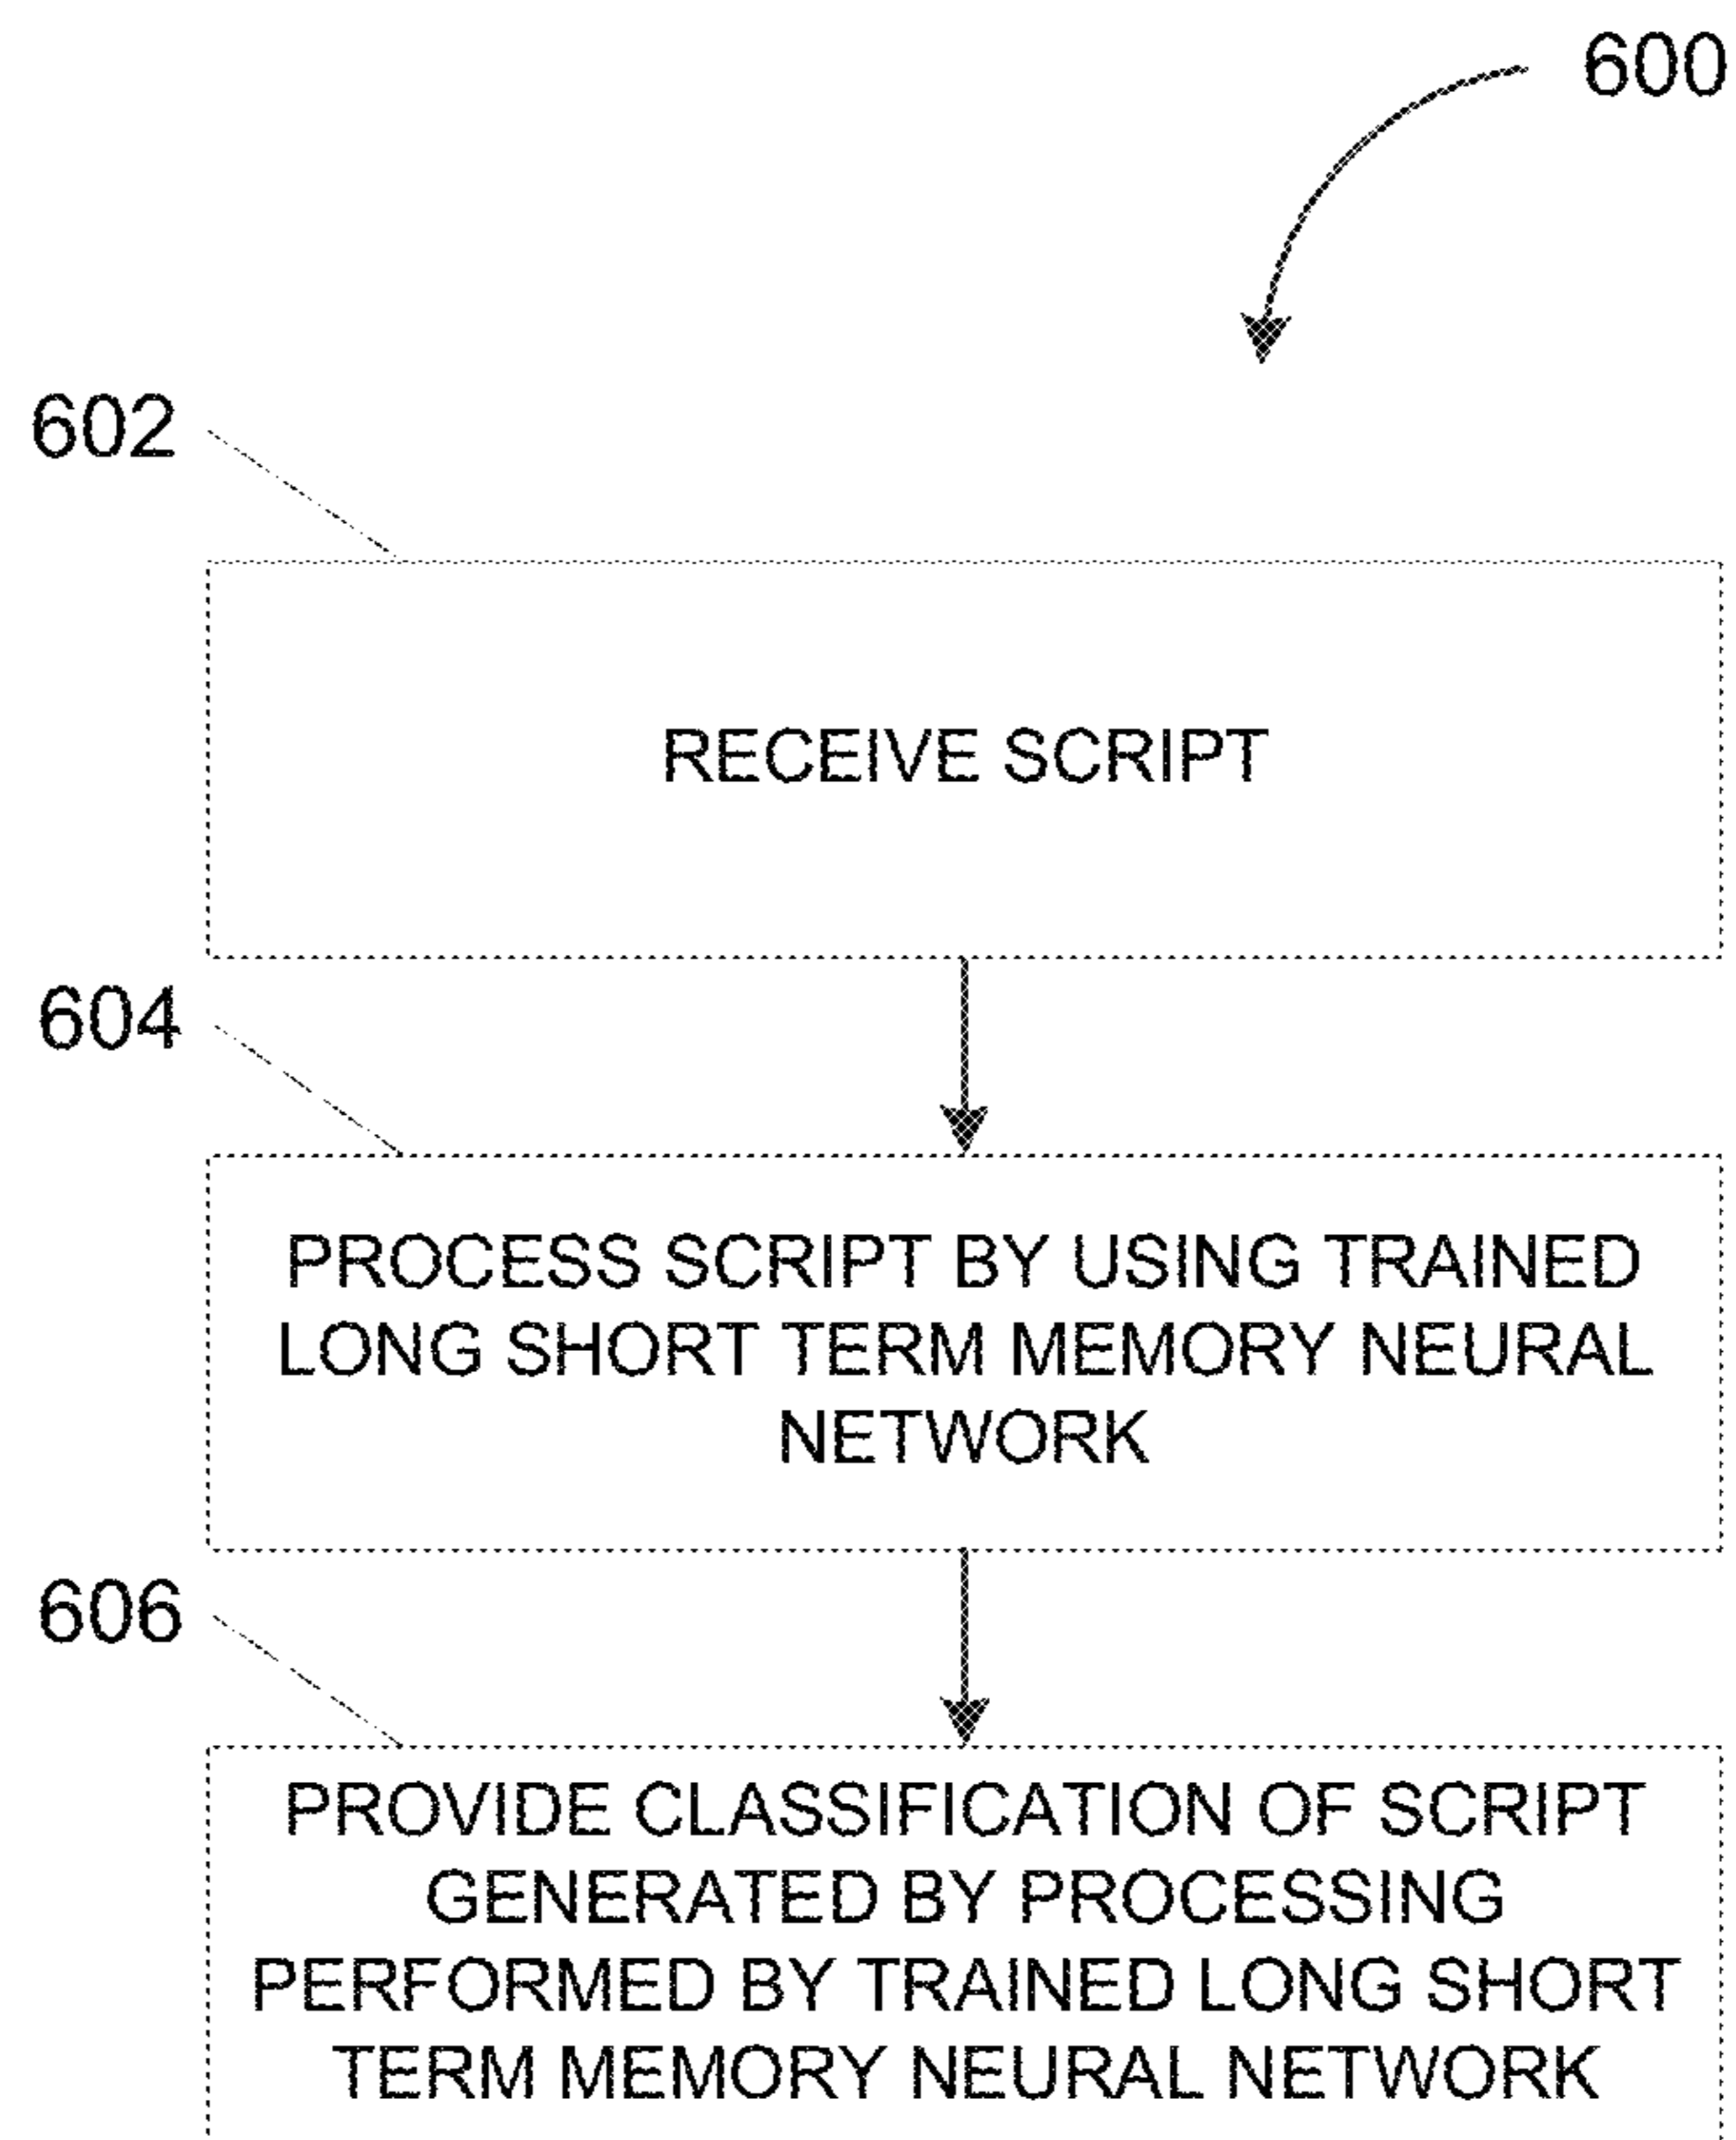 600
602
RECEIVE SCRIPT
604
PROCESS SCRIPT BY USING TRAINED
LONG SHORT TERM MEMORY NEURAL
NETWORK
606
PROVIDE CLASSIFICATION OF SCRIPT
GENERATED BY PROCESSING
PERFORMED BY TRAINED LONG SHORT
TERM MEMORY NEURAL NETWORK